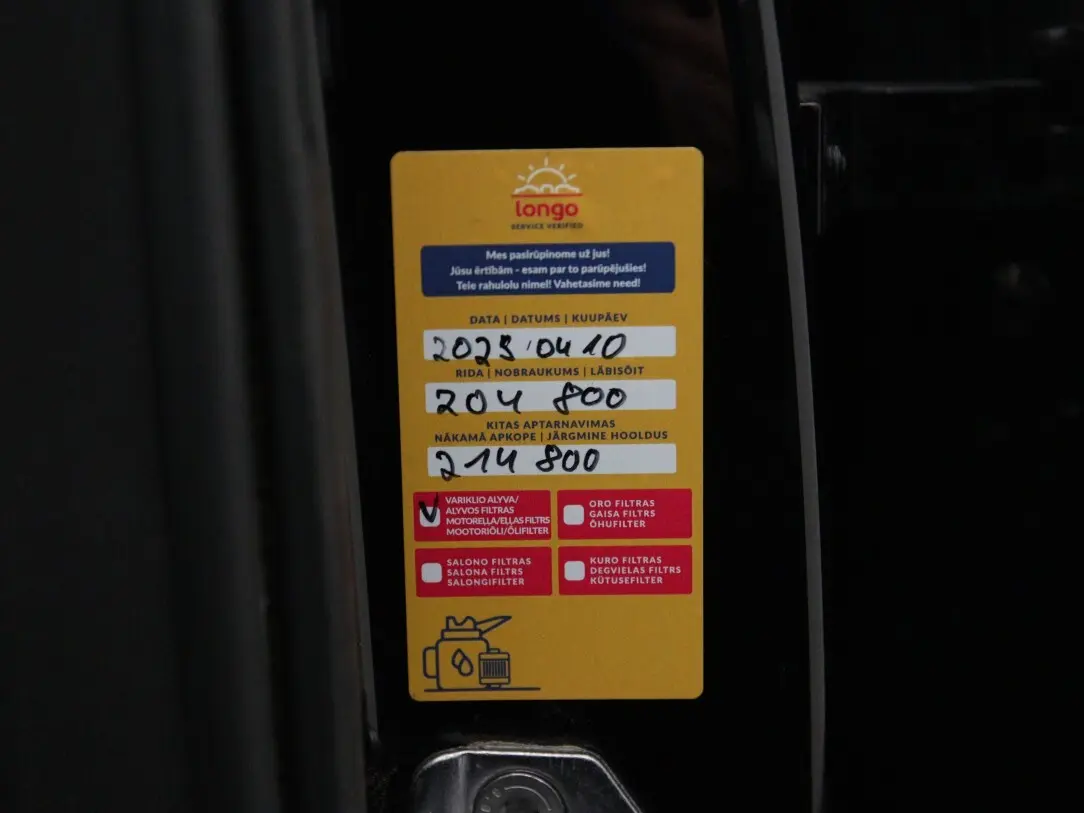 longo
SERVICE VERIFIED
Mes pasirūpinome už jus!
Jūsu ērtībām - esam par to parūpējušies!
Teie rahulolu nimel! Vahetasime need!
DATA | DATUMS | KUUPÄEV
2023 04 10
RIDA | NOBRAUKUMS | LÄBISÕIT
204 800
KITAS APTARNAVIMAS
NĀKAMĀ APKOPE | JÄRGMINE HOOLDUS
214 800
V
VARIKLIO ALYVA/
ALYVOS FILTRAS
MOTOREĻĻA/EĻĻAS FILTRS
MOOTORIÕLI/ÕLIFILTER
ORO FILTRAS
GAISA FILTRS
ÕHUFILTER
SALONO FILTRAS
SALONA FILTRS
SALONGIFILTER
KURO FILTRAS
DEGVIELAS FILTRS
KÜTUSEFILTER